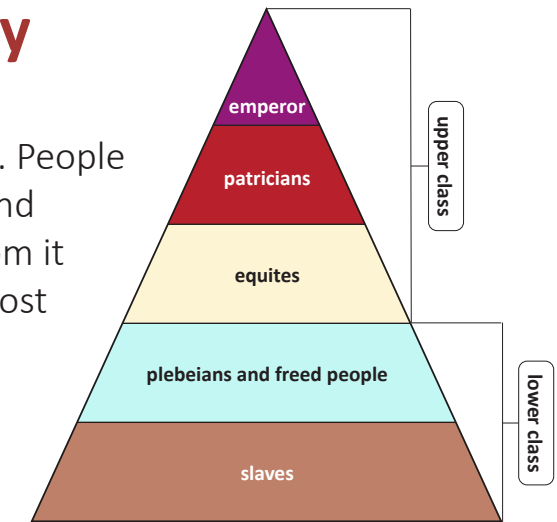 y
. People
nd
m it
ost
emperor
patricians
equites
plebeians and freed people
slaves
upper class
lower class